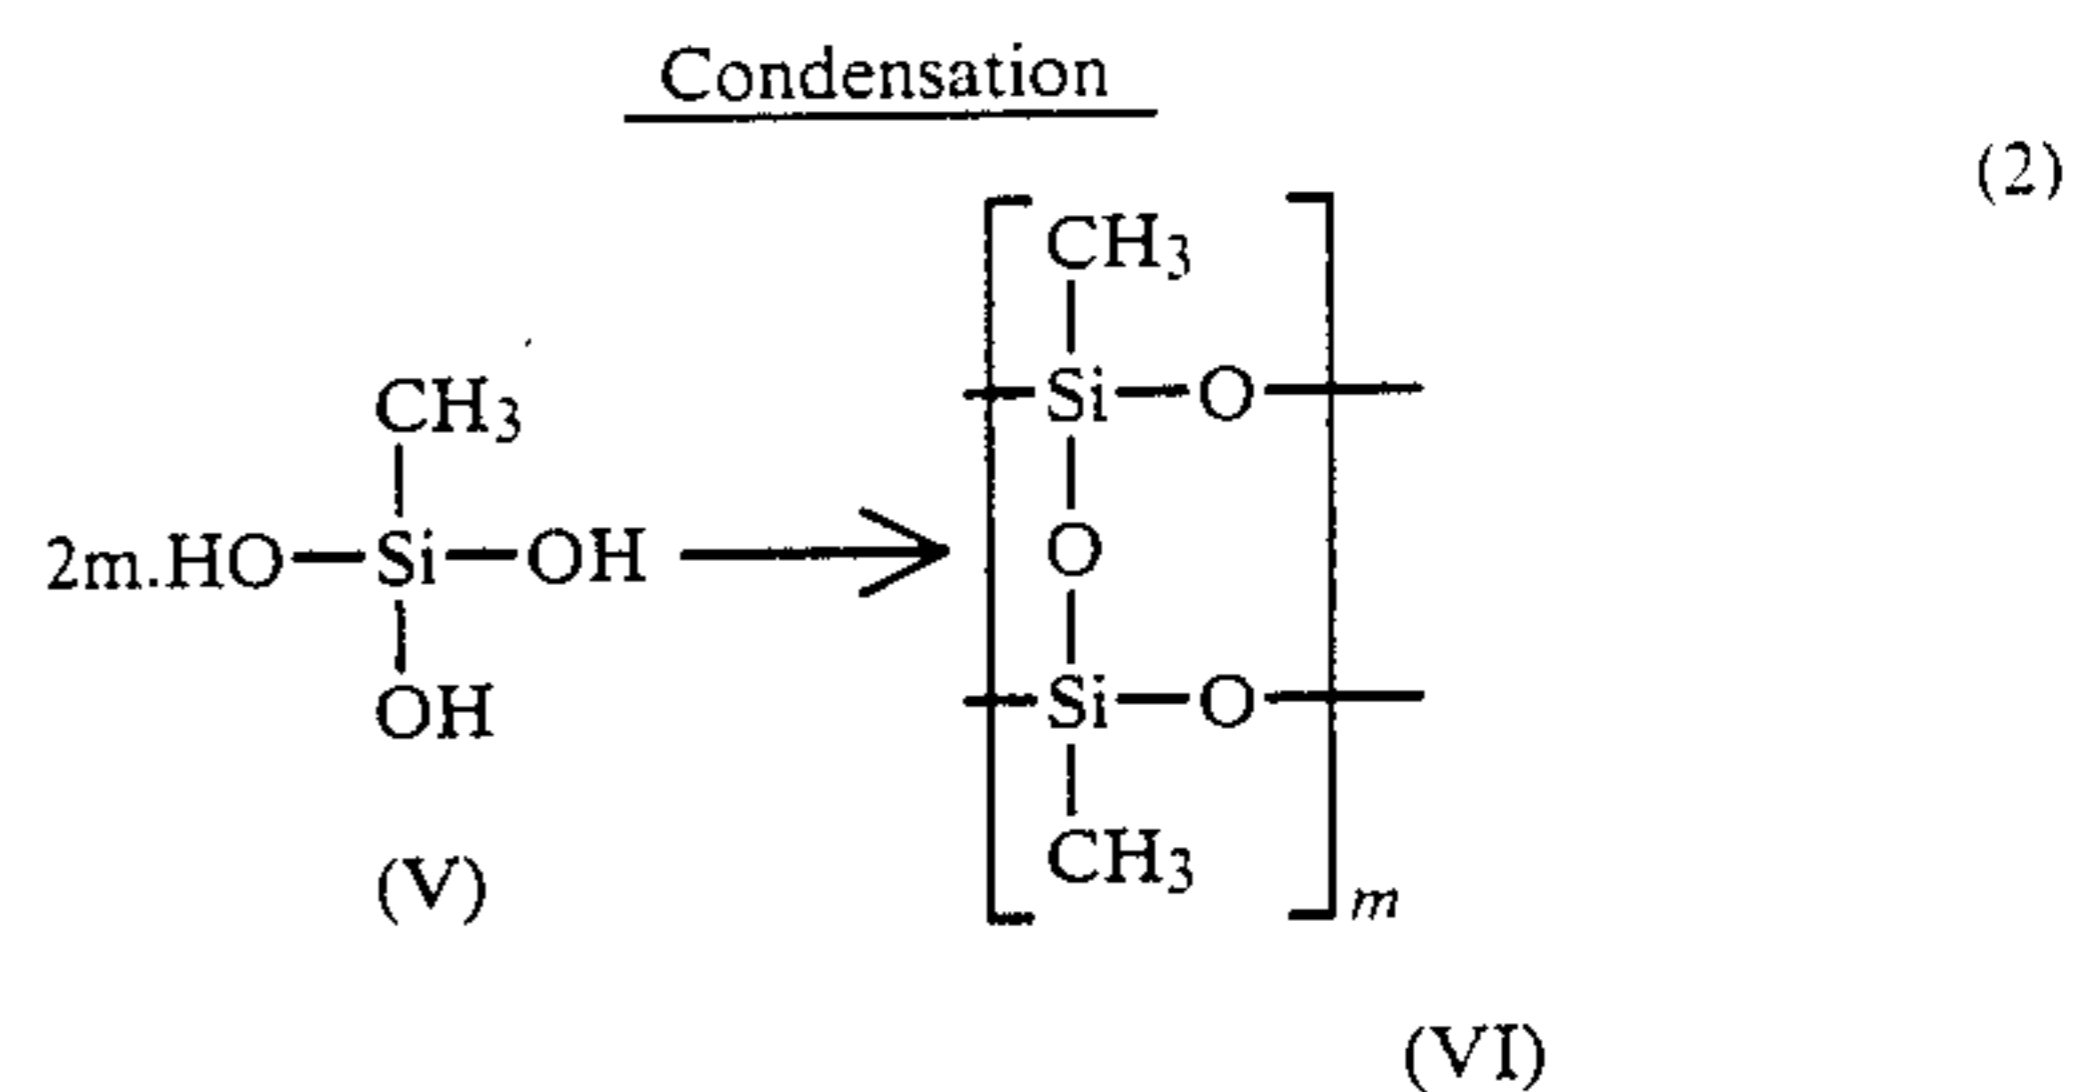 Condensation
(2)
CH3
Si—O
O
Si—O
CH3
m
CH3
2m.HO—Si—OH
OH
(V)
(VI)